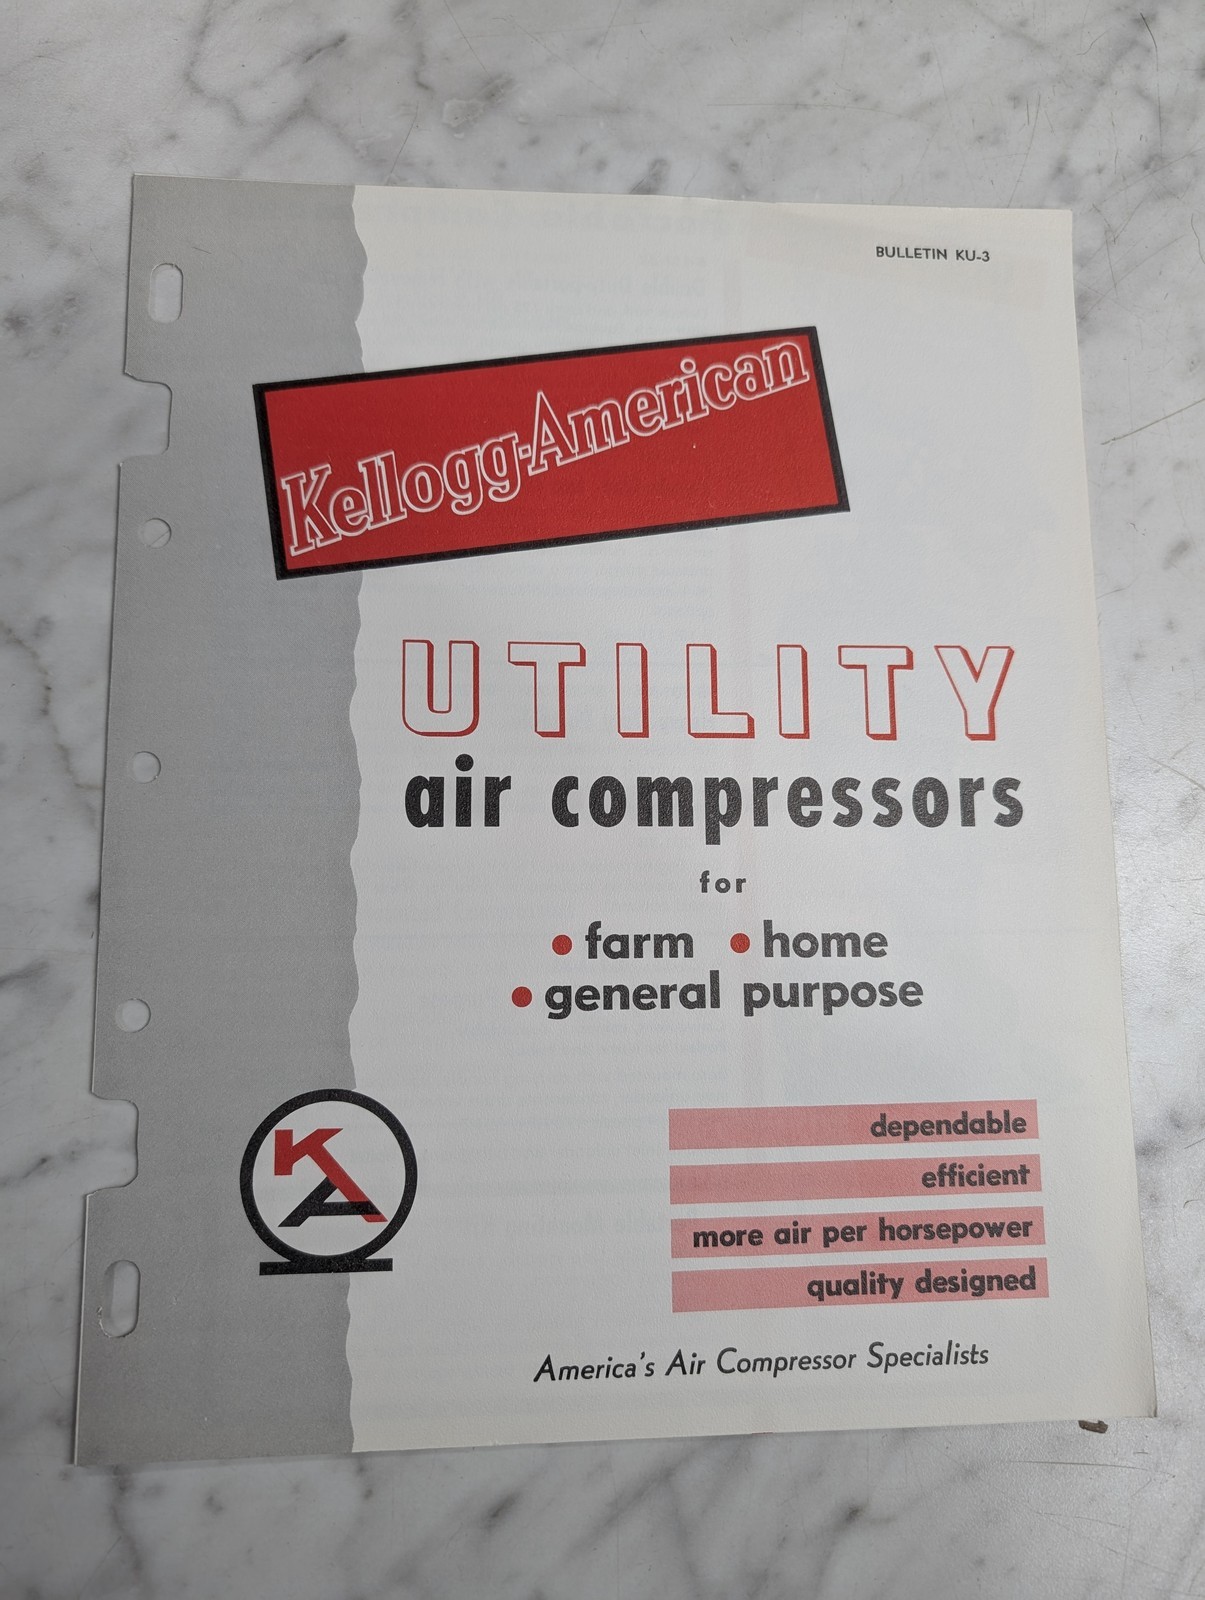 BULLETIN KU-3
Kellogg-American
UTILITY
air compressors
for
• farm • home
• general purpose
KA
dependable
efficient
more air per horsepower
quality designed
America's Air Compressor Specialists